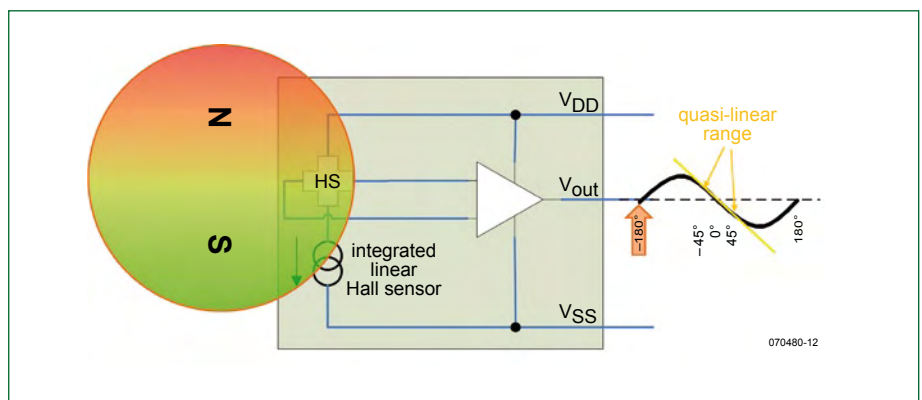 N
S
HS
integrated
linear
Hall sensor
VDD
Vout
VSS
quasi-linear
range
−180°
−45°
0°
45°
180°
070480-12